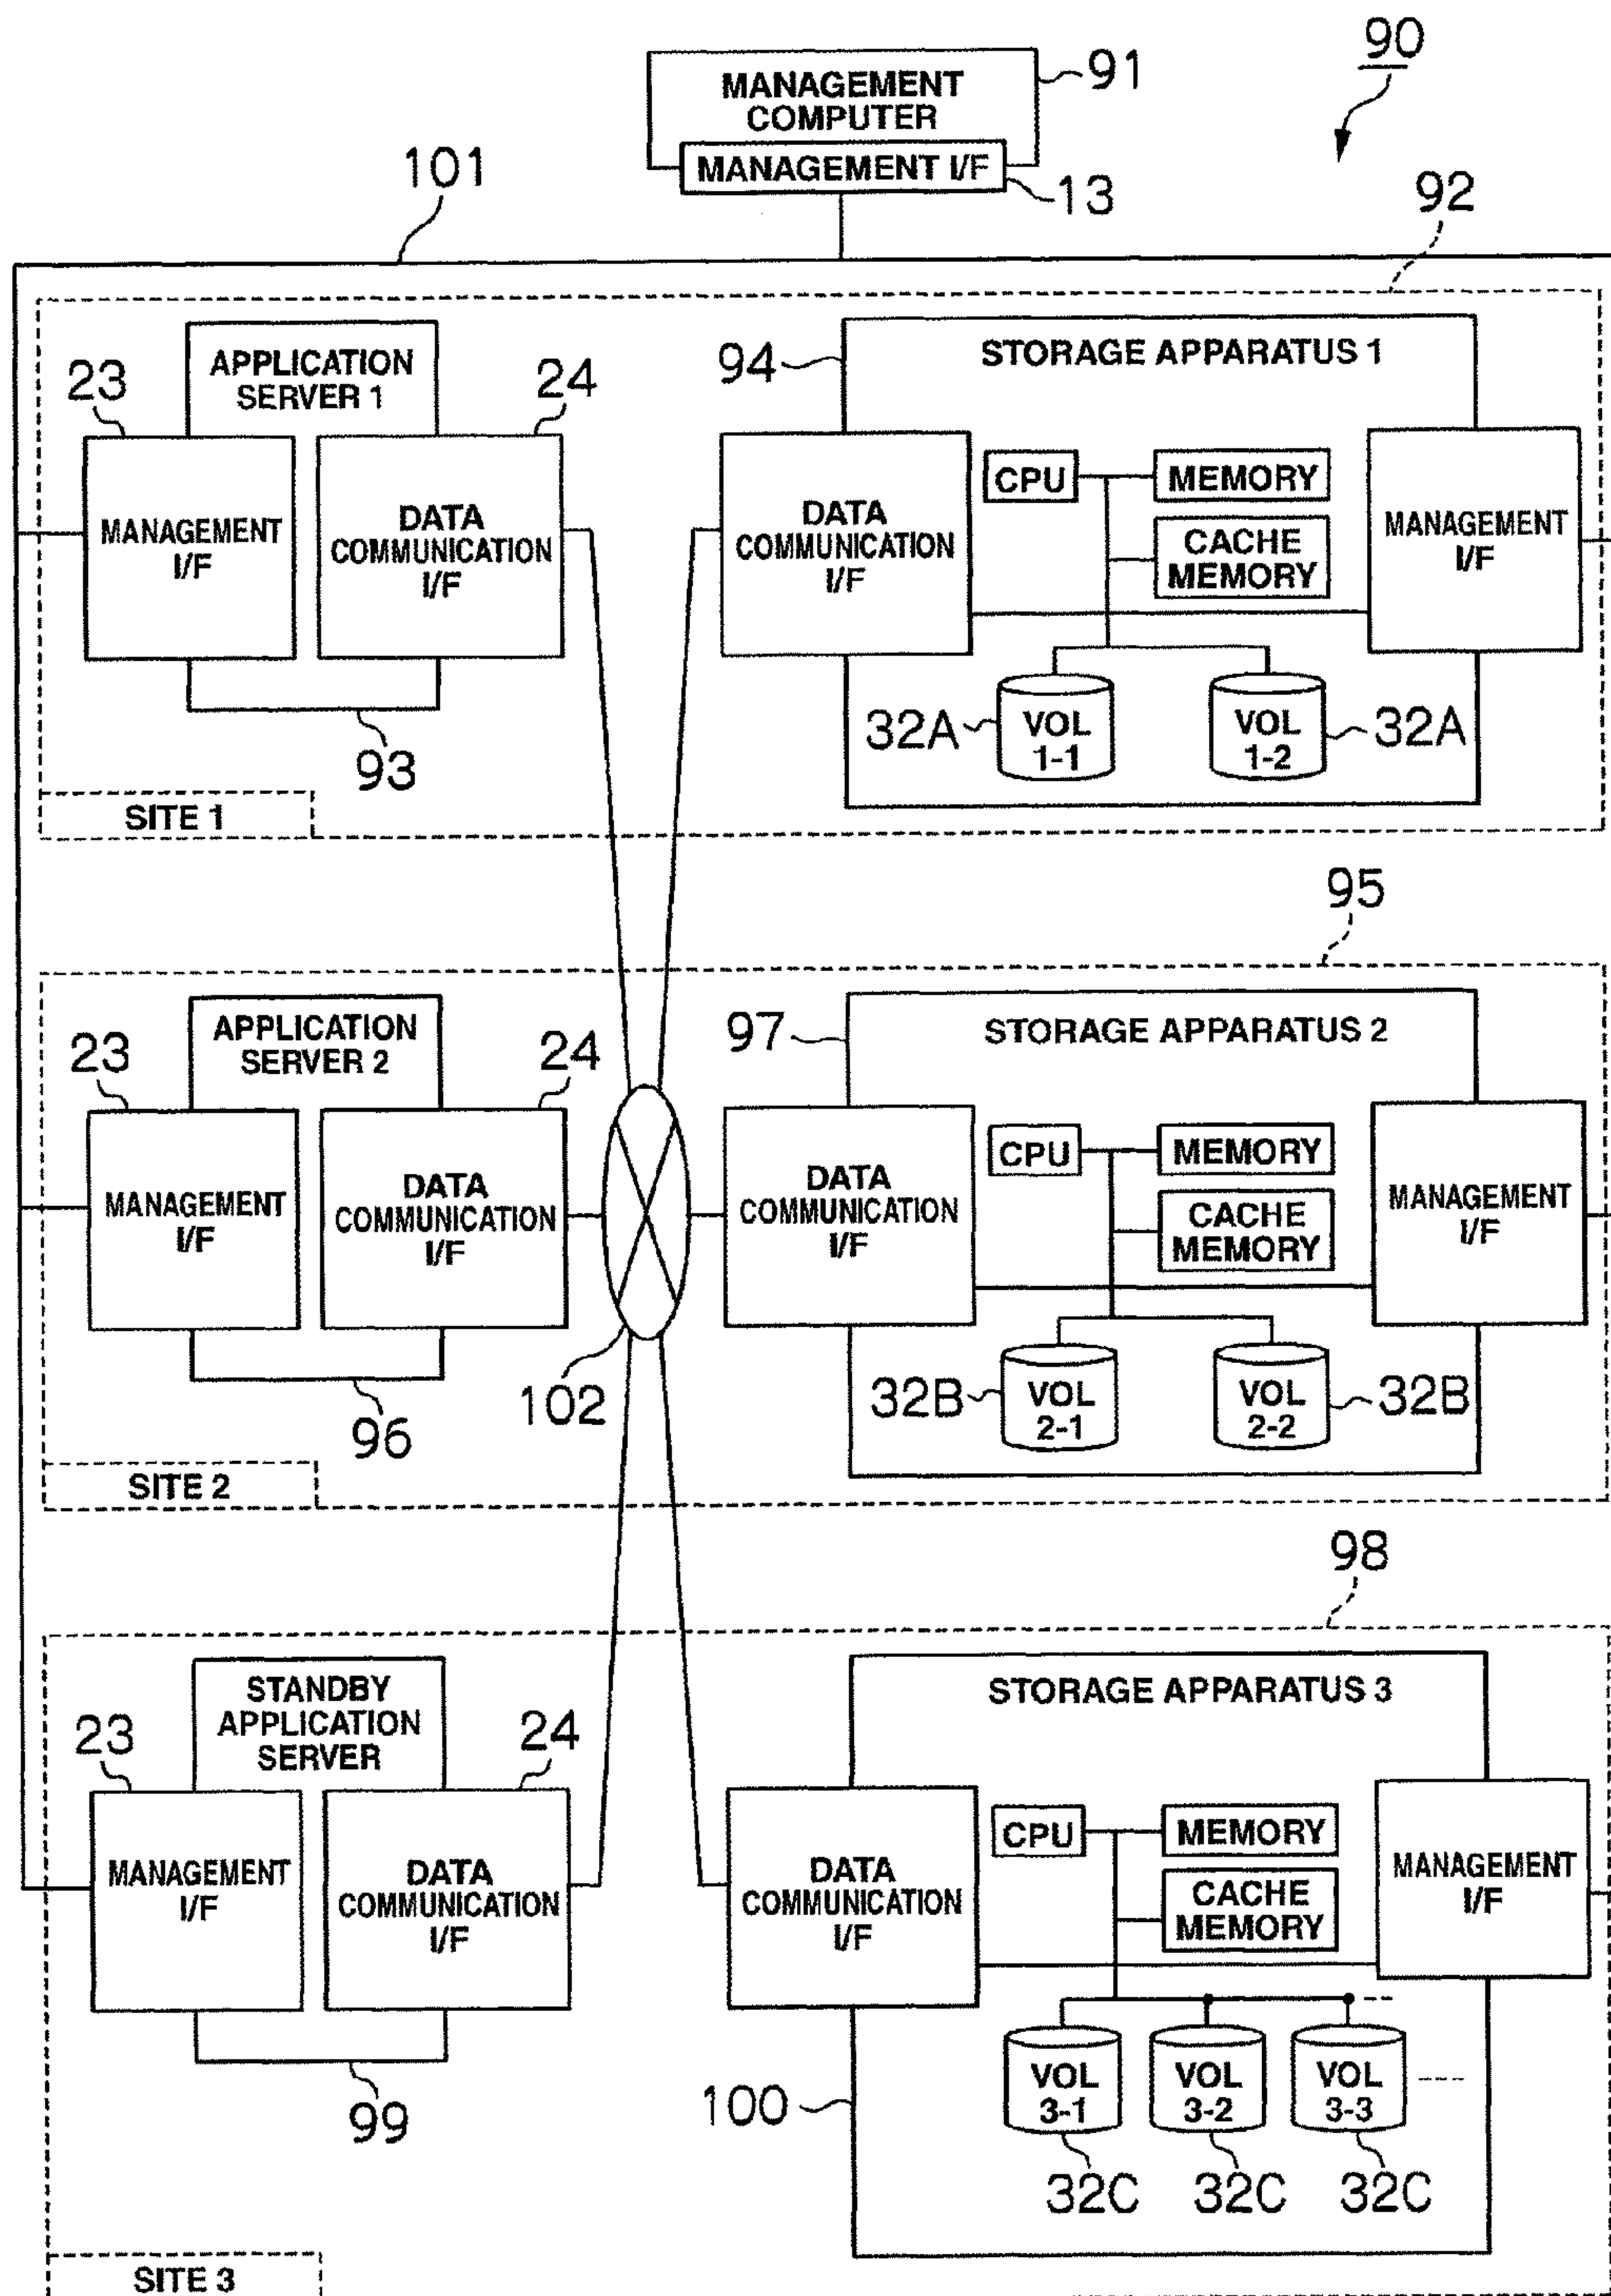 90
MANAGEMENT
COMPUTER
91
MANAGEMENT I/F
13
101
92
APPLICATION
SERVER 1
23
24
MANAGEMENT
I/F
DATA
COMMUNICATION
I/F
93
SITE 1
94
STORAGE APPARATUS 1
DATA
COMMUNICATION
I/F
CPU
MEMORY
CACHE
MEMORY
MANAGEMENT
I/F
32A
VOL
1-1
VOL
1-2
32A
95
APPLICATION
SERVER 2
23
24
MANAGEMENT
I/F
DATA
COMMUNICATION
I/F
96
SITE 2
102
97
STORAGE APPARATUS 2
DATA
COMMUNICATION
I/F
CPU
MEMORY
CACHE
MEMORY
MANAGEMENT
I/F
32B
VOL
2-1
VOL
2-2
32B
98
STANDBY
APPLICATION
SERVER
23
24
MANAGEMENT
I/F
DATA
COMMUNICATION
I/F
99
SITE 3
STORAGE APPARATUS 3
DATA
COMMUNICATION
I/F
CPU
MEMORY
CACHE
MEMORY
MANAGEMENT
I/F
100
VOL
3-1
VOL
3-2
VOL
3-3
32C
32C
32C